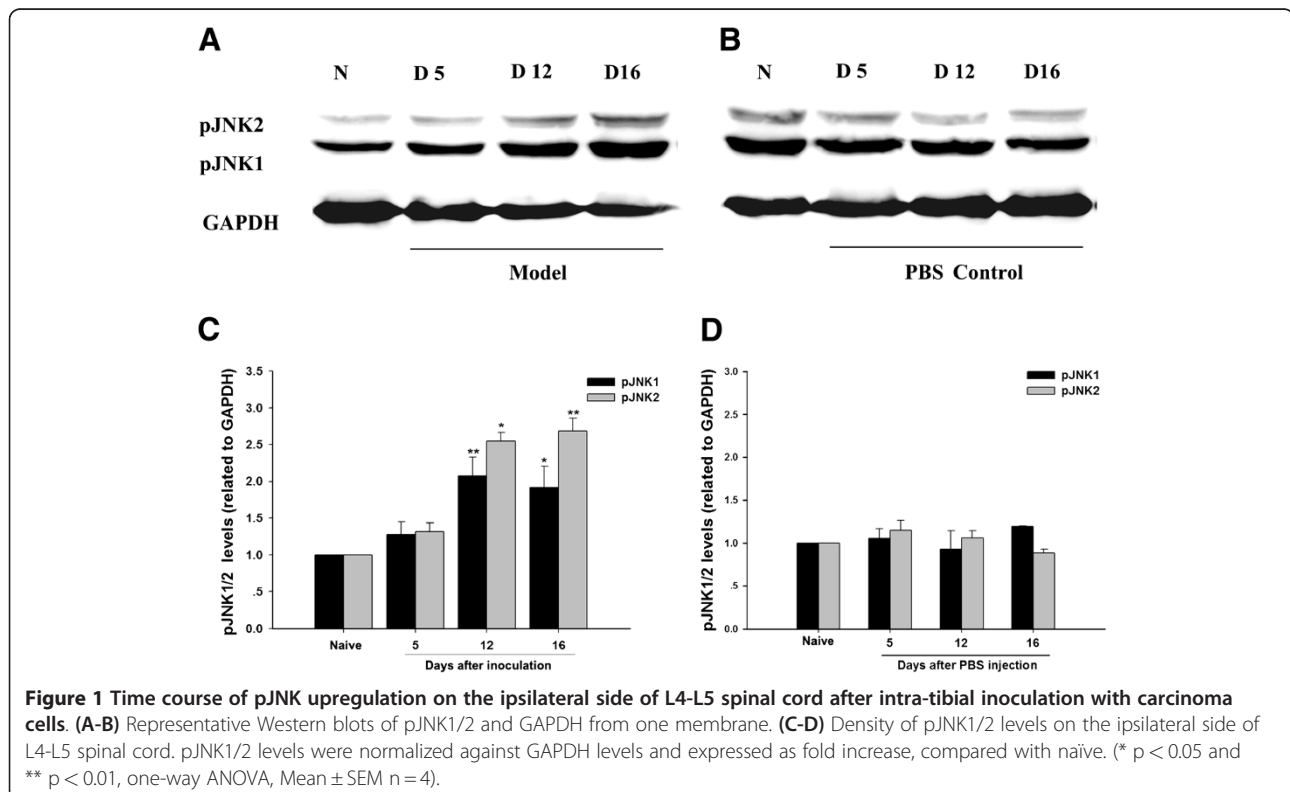 A
B
N D 5 D 12 D16
N D 5 D 12 D16
pJNK2
pJNK1
GAPDH
Model
PBS Control
C
D
pJNK1/2 levels (related to GAPDH)
3.5
3.0
2.5
2.0
1.5
1.0
.5
0.0
pJNK1
pJNK2
** * * **
Naive 5 12 16
Days after inoculation
pJNK1/2 levels (related to GAPDH)
3.0
2.5
2.0
1.5
1.0
.5
0.0
pJNK1
pJNK2
Naive 5 12 16
Days after PBS injection
Figure 1 Time course of pJNK upregulation on the ipsilateral side of L4-L5 spinal cord after intra-tibial inoculation with carcinoma
cells. (A-B) Representative Western blots of pJNK1/2 and GAPDH from one membrane. (C-D) Density of pJNK1/2 levels on the ipsilateral side of
L4-L5 spinal cord. pJNK1/2 levels were normalized against GAPDH levels and expressed as fold increase, compared with naïve. (* p < 0.05 and
** p < 0.01, one-way ANOVA, Mean ± SEM n = 4).